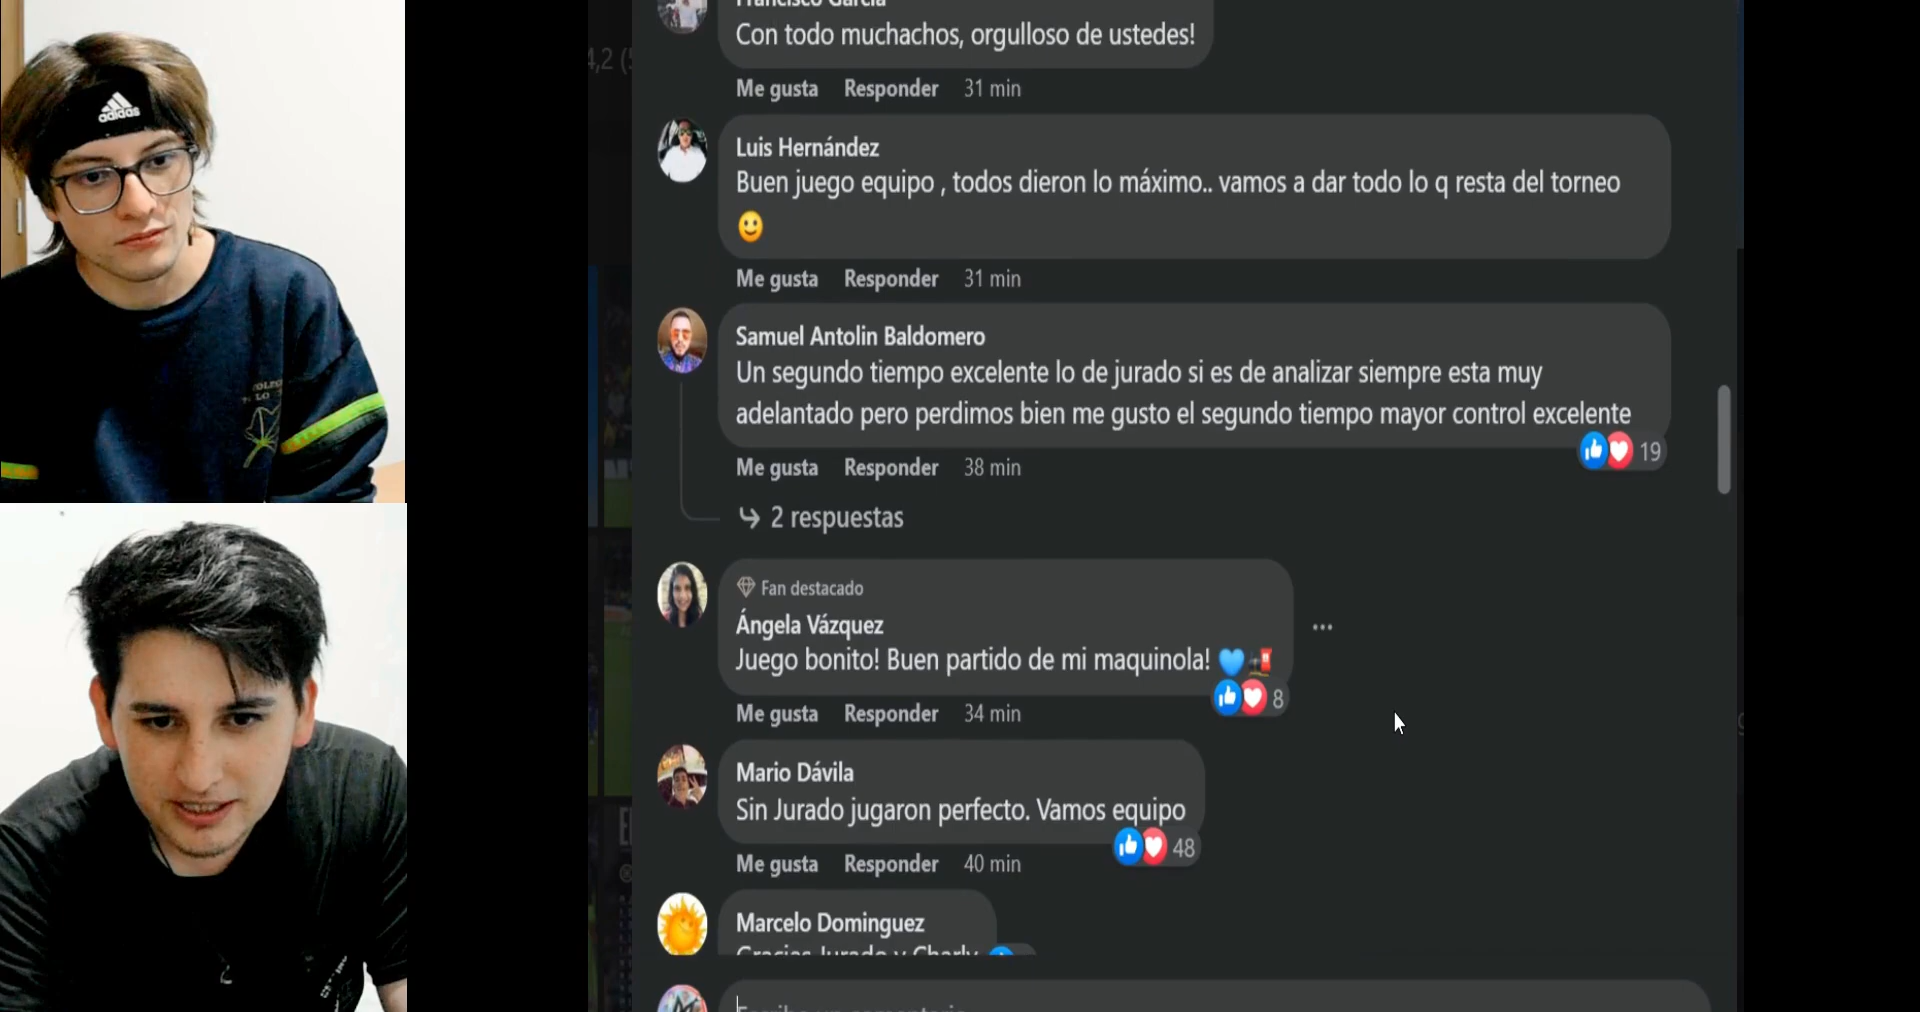 adidas
Francisco García
Con todo muchachos, orgulloso de ustedes!
Me gusta Responder 31 min
Luis Hernández
Buen juego equipo , todos dieron lo máximo.. vamos a dar todo lo q resta del torneo
🙂
Me gusta Responder 31 min
Samuel Antolin Baldomero
Un segundo tiempo excelente lo de jurado si es de analizar siempre esta muy
adelantado pero perdimos bien me gusto el segundo tiempo mayor control excelente
19
Me gusta Responder 38 min
2 respuestas
Fan destacado
Ángela Vázquez
Juego bonito! Buen partido de mi maquinola! 💙🚂
8
Me gusta Responder 34 min
Mario Dávila
Sin Jurado jugaron perfecto. Vamos equipo
48
Me gusta Responder 40 min
Marcelo Dominguez
Gracias Jurado y Charly